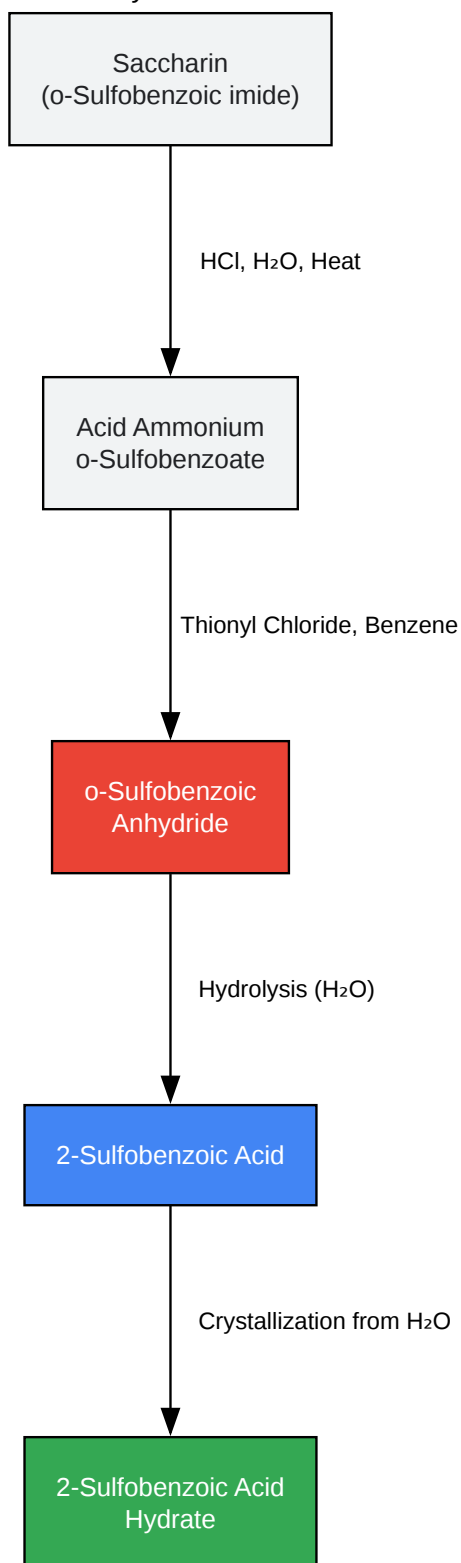 Saccharin
(o-Sulfobenzoic imide)
HCl, H₂O, Heat
Acid Ammonium
o-Sulfobenzoate
Thionyl Chloride, Benzene
o-Sulfobenzoic
Anhydride
Hydrolysis (H₂O)
2-Sulfobenzoic Acid
Crystallization from H₂O
2-Sulfobenzoic Acid
Hydrate